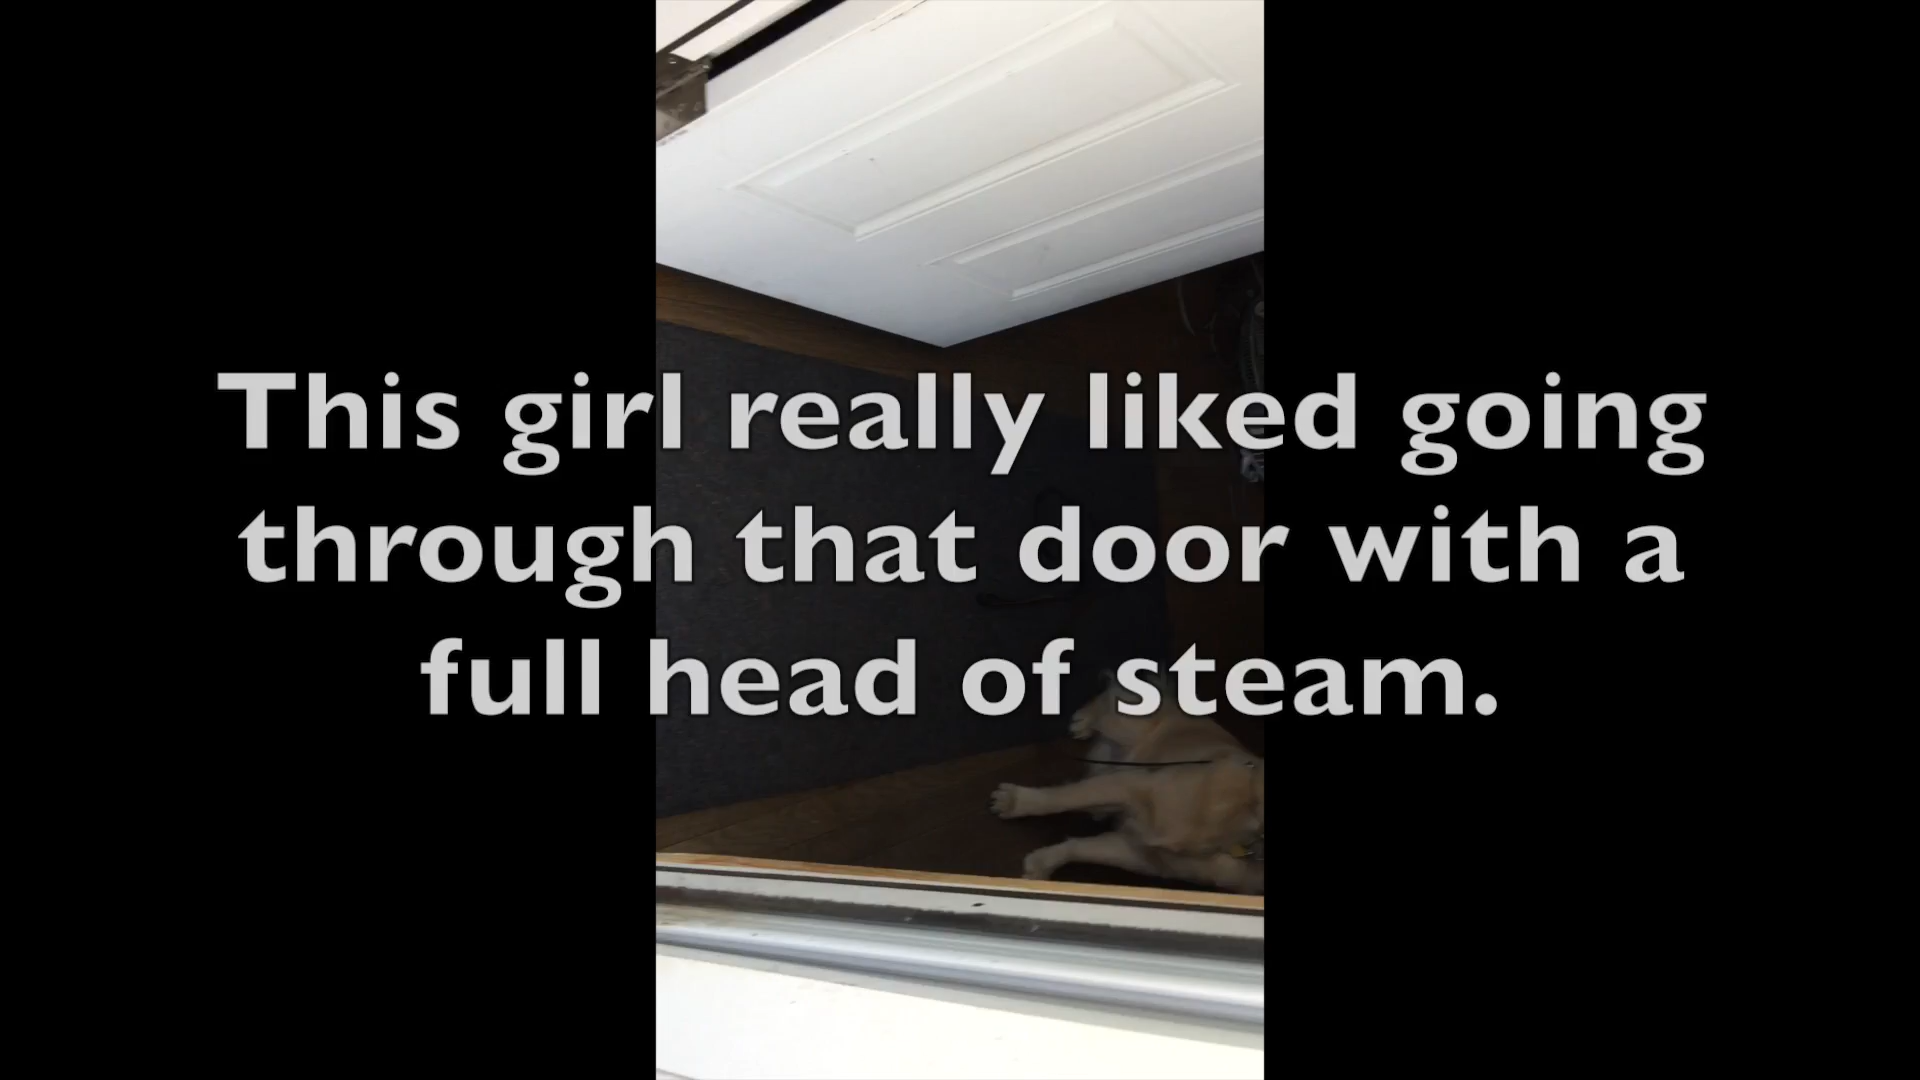 This girl really liked going
through that door with a
full head of steam.